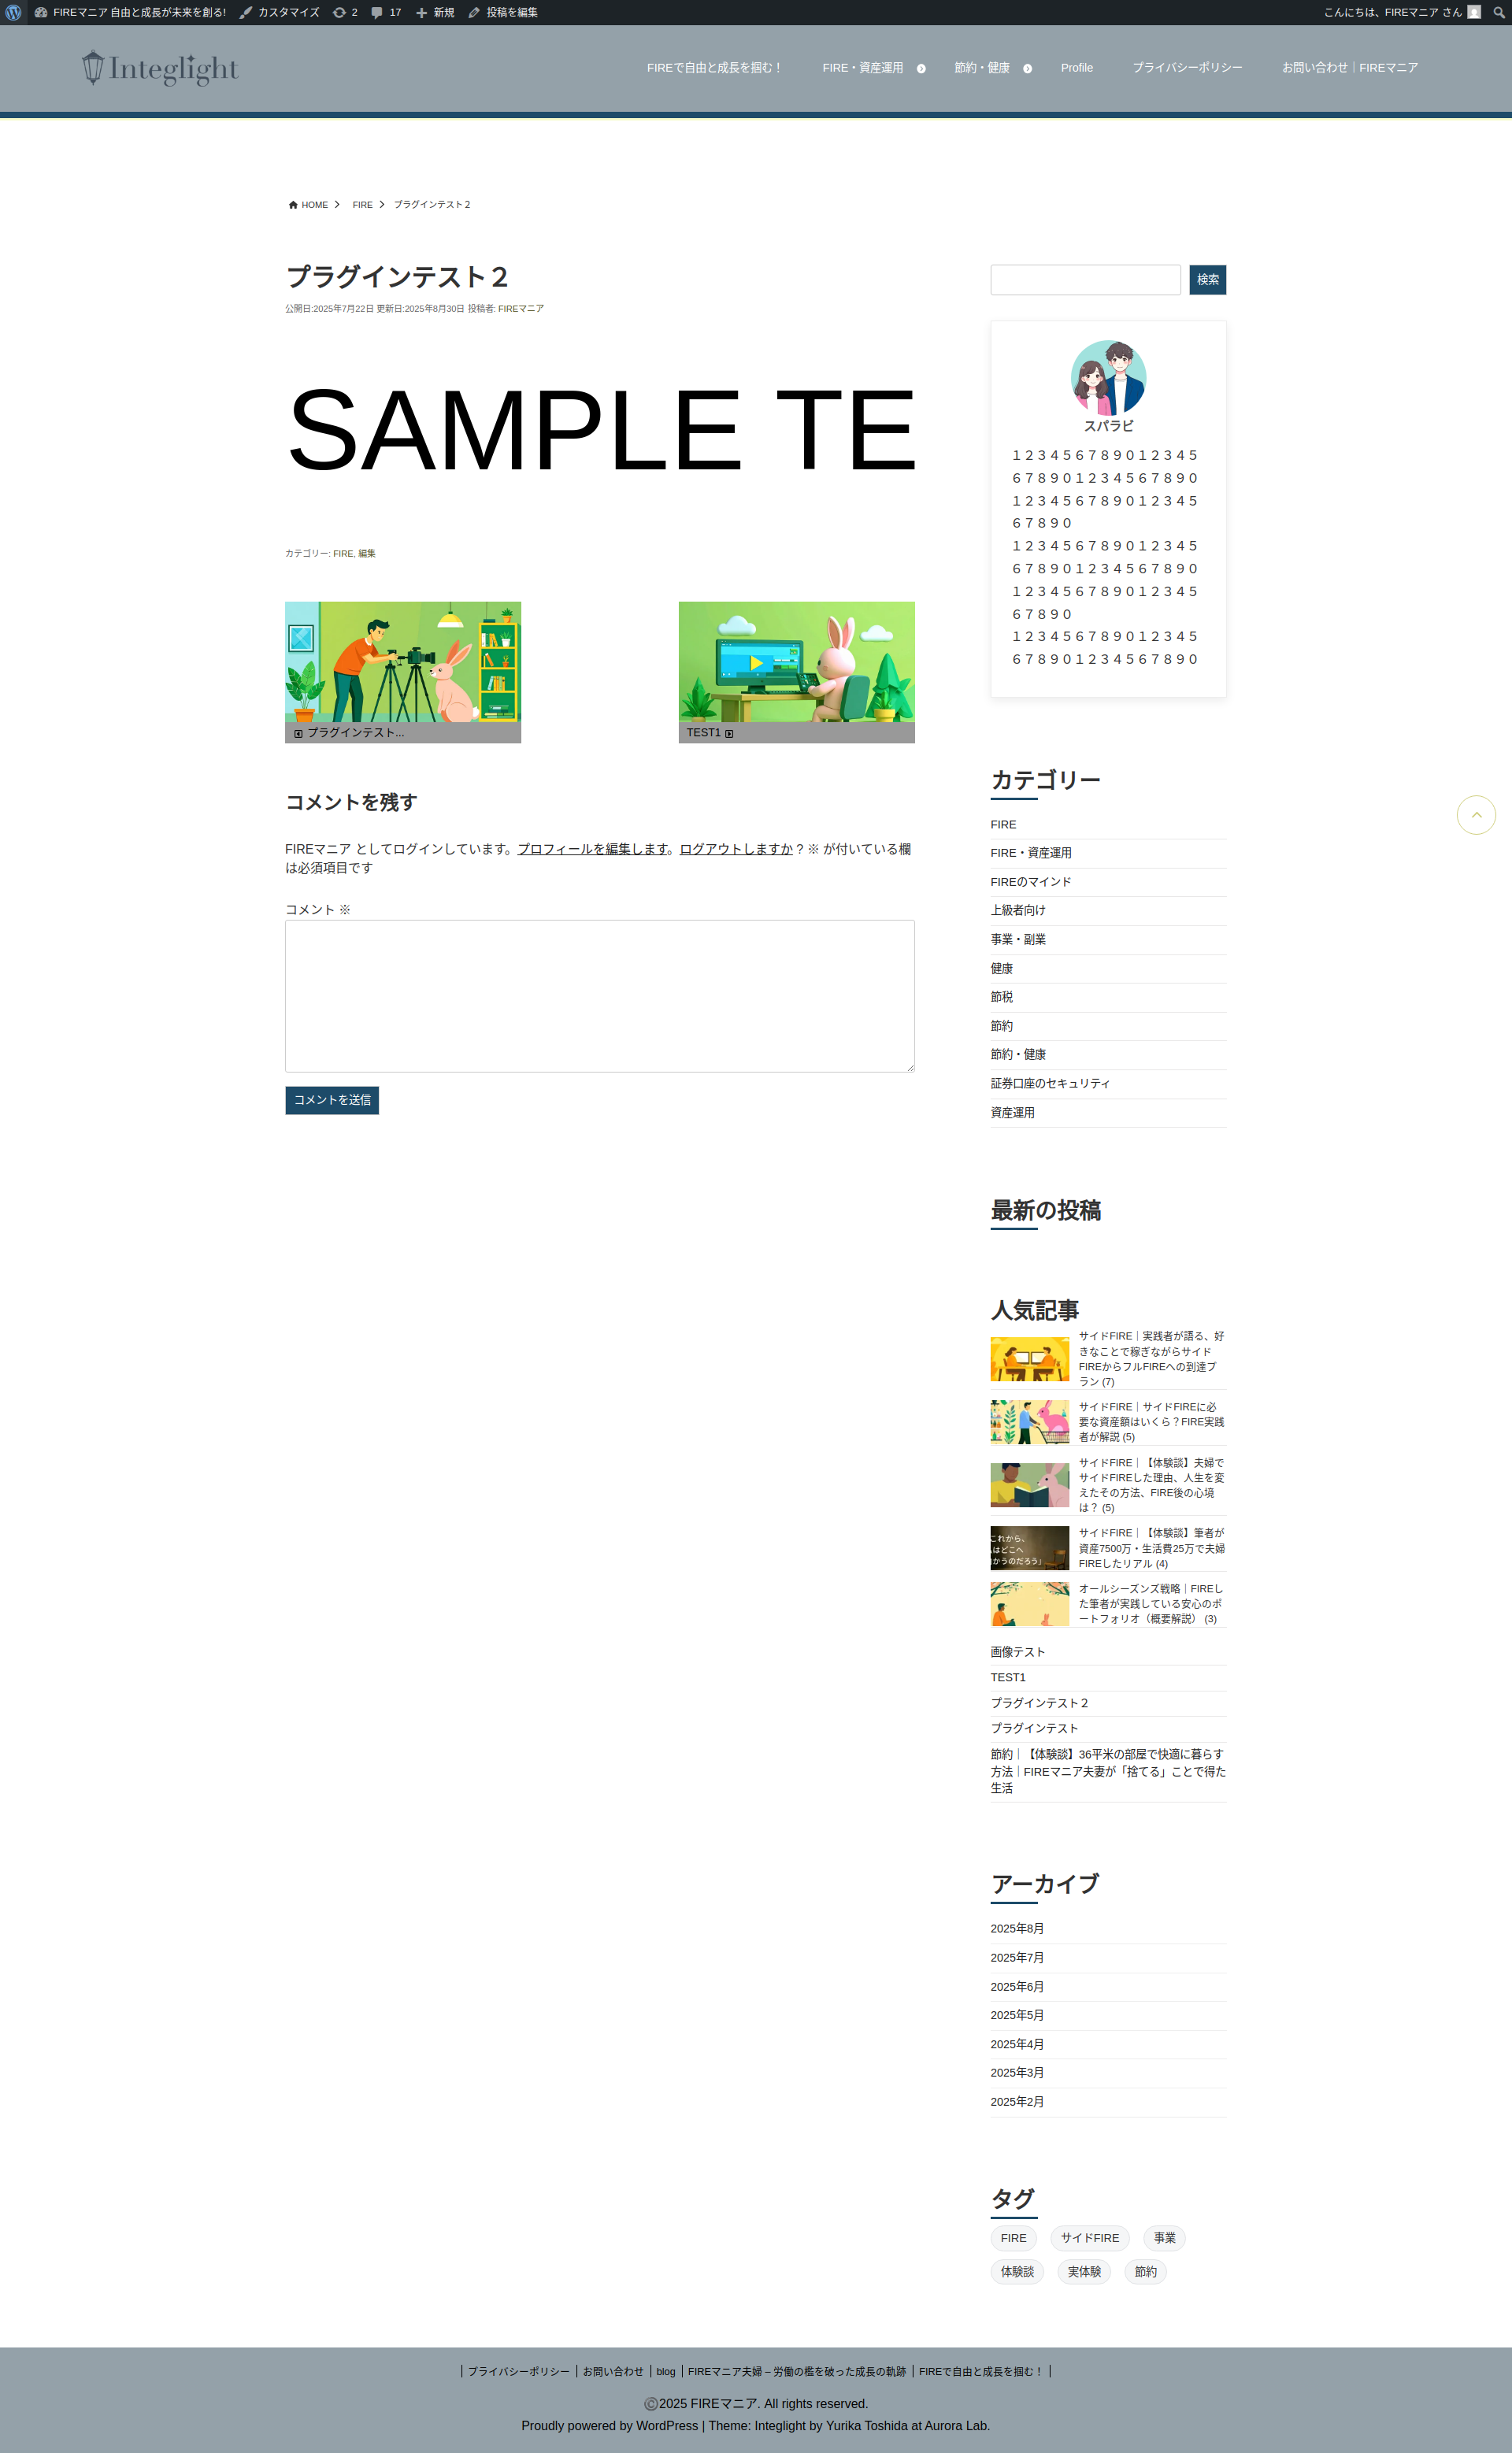 FIREマニア 自由と成長が未来を創る! カスタマイズ 2 17 新規 投稿を編集 こんにちは、FIREマニア さん
Integlight FIREで自由と成長を掴む！ FIRE・資産運用 節約・健康 Profile プライバシーポリシー お問い合わせ｜FIREマニア
HOME FIRE プラグインテスト２
プラグインテスト２
公開日:2025年7月22日 更新日:2025年8月30日 投稿者: FIREマニア
SAMPLE TE
カテゴリー: FIRE, 編集
プラグインテスト...
TEST1
コメントを残す
FIREマニア としてログインしています。プロフィールを編集します。ログアウトしますか ? ※ が付いている欄
は必須項目です
コメント ※
コメントを送信
検索
スパラビ
１２３４５６７８９０１２３４５
６７８９０１２３４５６７８９０
１２３４５６７８９０１２３４５
６７８９０
１２３４５６７８９０１２３４５
６７８９０１２３４５６７８９０
１２３４５６７８９０１２３４５
６７８９０
１２３４５６７８９０１２３４５
６７８９０１２３４５６７８９０
カテゴリー
FIRE
FIRE・資産運用
FIREのマインド
上級者向け
事業・副業
健康
節税
節約
節約・健康
証券口座のセキュリティ
資産運用
最新の投稿
人気記事
サイドFIRE｜実践者が語る、好
きなことで稼ぎながらサイド
FIREからフルFIREへの到達プ
ラン (7)
サイドFIRE｜サイドFIREに必
要な資産額はいくら？FIRE実践
者が解説 (5)
サイドFIRE｜【体験談】夫婦で
サイドFIREした理由、人生を変
えたその方法、FIRE後の心境
は？ (5)
これから、
はどこへ
かうのだろう」
サイドFIRE｜【体験談】筆者が
資産7500万・生活費25万で夫婦
FIREしたリアル (4)
オールシーズンズ戦略｜FIREし
た筆者が実践している安心のポ
ートフォリオ（概要解説） (3)
画像テスト
TEST1
プラグインテスト２
プラグインテスト
節約｜【体験談】36平米の部屋で快適に暮らす
方法｜FIREマニア夫妻が「捨てる」ことで得た
生活
アーカイブ
2025年8月
2025年7月
2025年6月
2025年5月
2025年4月
2025年3月
2025年2月
タグ
FIRE サイドFIRE 事業
体験談 実体験 節約
プライバシーポリシー お問い合わせ blog FIREマニア夫婦 – 労働の檻を破った成長の軌跡 FIREで自由と成長を掴む！
©2025 FIREマニア. All rights reserved.
Proudly powered by WordPress | Theme: Integlight by Yurika Toshida at Aurora Lab.